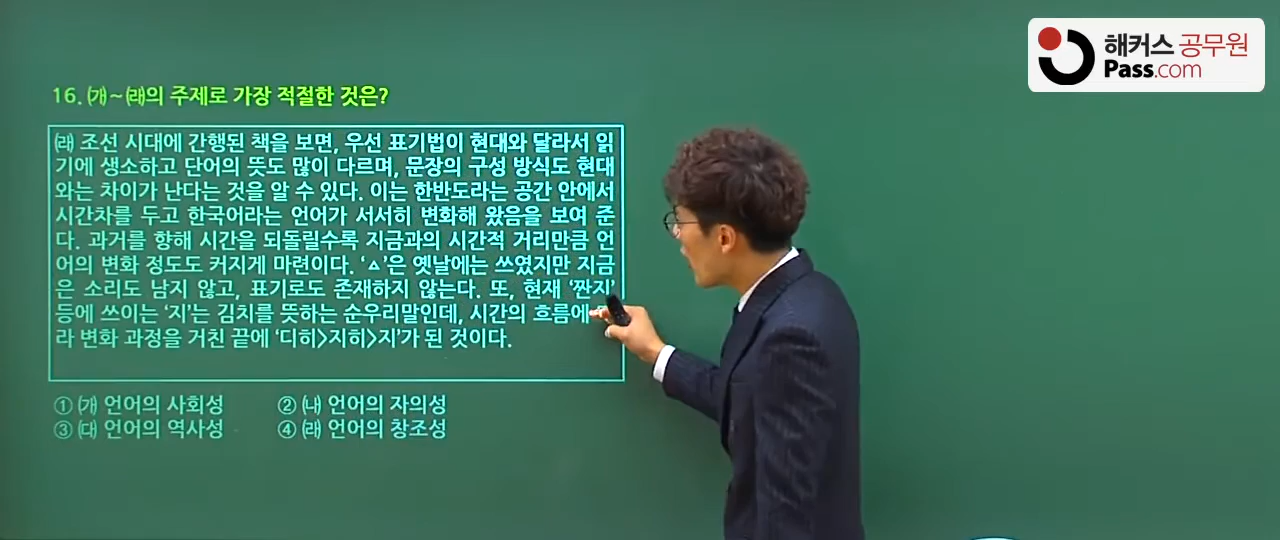 해커스 공무원
Pass.com
16. ㈎~㈑의 주제로 가장 적절한 것은?
㈑ 조선 시대에 간행된 책을 보면, 우선 표기법이 현대와 달라서 읽
기에 생소하고 단어의 뜻도 많이 다르며, 문장의 구성 방식도 현대
와는 차이가 난다는 것을 알 수 있다. 이는 한반도라는 공간 안에서
시간차를 두고 한국어라는 언어가 서서히 변화해 왔음을 보여 준
다. 과거를 향해 시간을 되돌릴수록 지금과의 시간적 거리만큼 언
어의 변화 정도도 커지게 마련이다. ‘ㅿ’은 옛날에는 쓰였지만 지금
은 소리도 남지 않고, 표기로도 존재하지 않는다. 또, 현재 ‘짠지’
등에 쓰이는 ‘지’는 김치를 뜻하는 순우리말인데, 시간의 흐름에
라 변화 과정을 거친 끝에 ‘디히>지히>지’가 된 것이다.
① ㈎ 언어의 사회성 ② ㈏ 언어의 자의성
③ ㈐ 언어의 역사성 ④ ㈑ 언어의 창조성